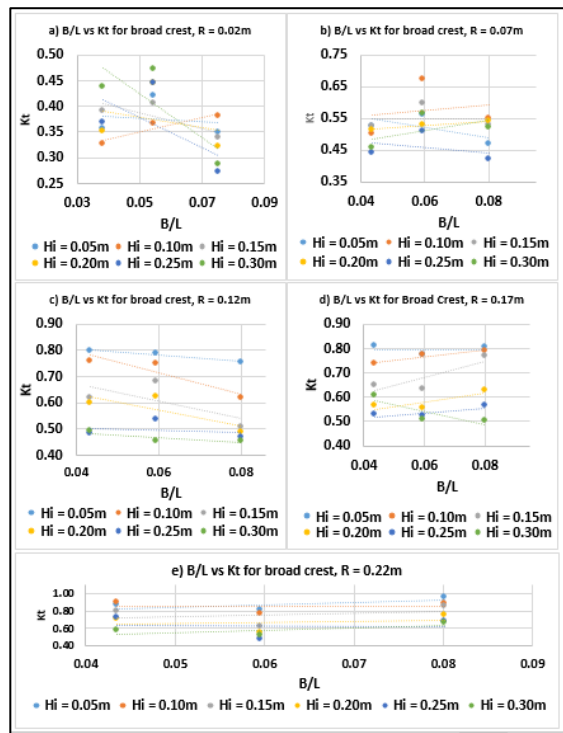 a) B/L vs Kt for broad crest, R = 0.02m
0.50
0.45
0.40
0.35
0.30
0.25
Kt
0.03 0.04 0.05 0.06 0.07 0.08 0.09
B/L
Hi = 0.05m Hi = 0.10m Hi = 0.15m
Hi = 0.20m Hi = 0.25m Hi = 0.30m
b) B/L vs Kt for broad crest, R = 0.07m
0.75
0.65
0.55
0.45
0.35
Kt
0.04 0.06 0.08 0.10
B/L
Hi = 0.05m Hi = 0.10m Hi = 0.15m
Hi = 0.20m Hi = 0.25m Hi = 0.30m
c) B/L vs Kt for broad crest, R = 0.12m
0.90
0.80
0.70
0.60
0.50
0.40
Kt
0.04 0.06 0.08
B/L
Hi = 0.05m Hi = 0.10m Hi = 0.15m
Hi = 0.20m Hi = 0.25m Hi = 0.30m
d) B/L vs Kt for Broad Crest, R = 0.17m
0.90
0.80
0.70
0.60
0.50
0.40
Kt
0.04 0.06 0.08 0.10
B/L
Hi = 0.05m Hi = 0.10m Hi = 0.15m
Hi = 0.20m Hi = 0.25m Hi = 0.30m
e) B/L vs Kt for broad crest, R = 0.22m
1.00
0.80
0.60
0.40
Kt
0.04 0.05 0.06 0.07 0.08 0.09
B/L
Hi = 0.05m Hi = 0.10m Hi = 0.15m Hi = 0.20m Hi = 0.25m Hi = 0.30m